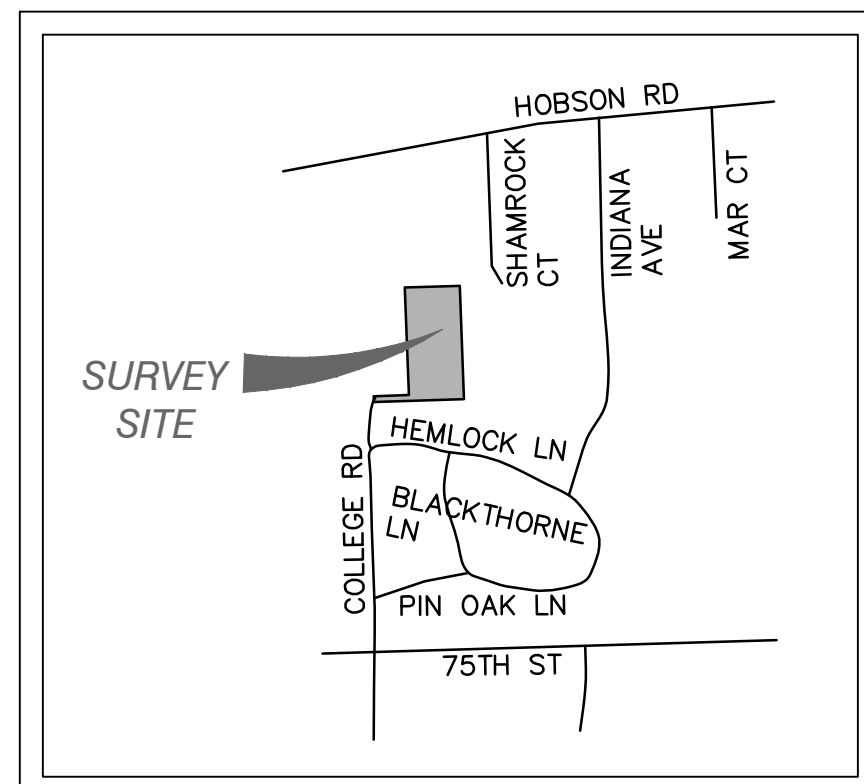 HOBSON RD
SHAMROCK
CT
INDIANA
AVE
MAR CT
SURVEY
SITE
HEMLOCK LN
COLLEGE RD
BLACKTHORNE
LN
PIN OAK LN
75TH ST